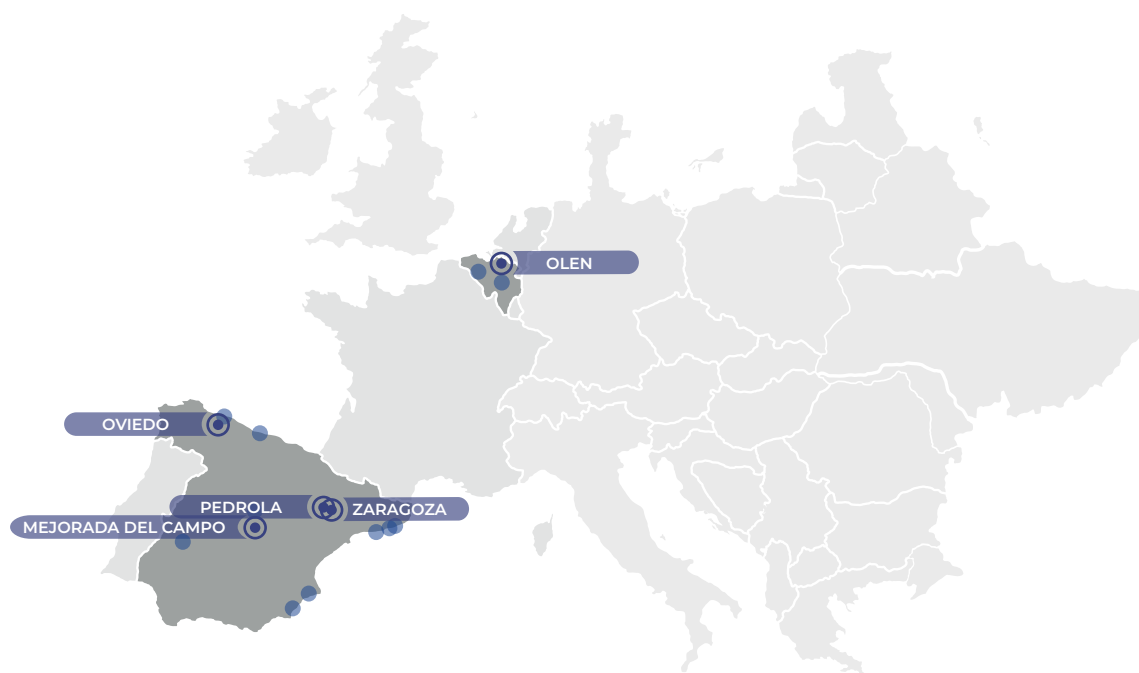 OLEN
OVIEDO
PEDROLA
ZARAGOZA
MEJORADA DEL CAMPO